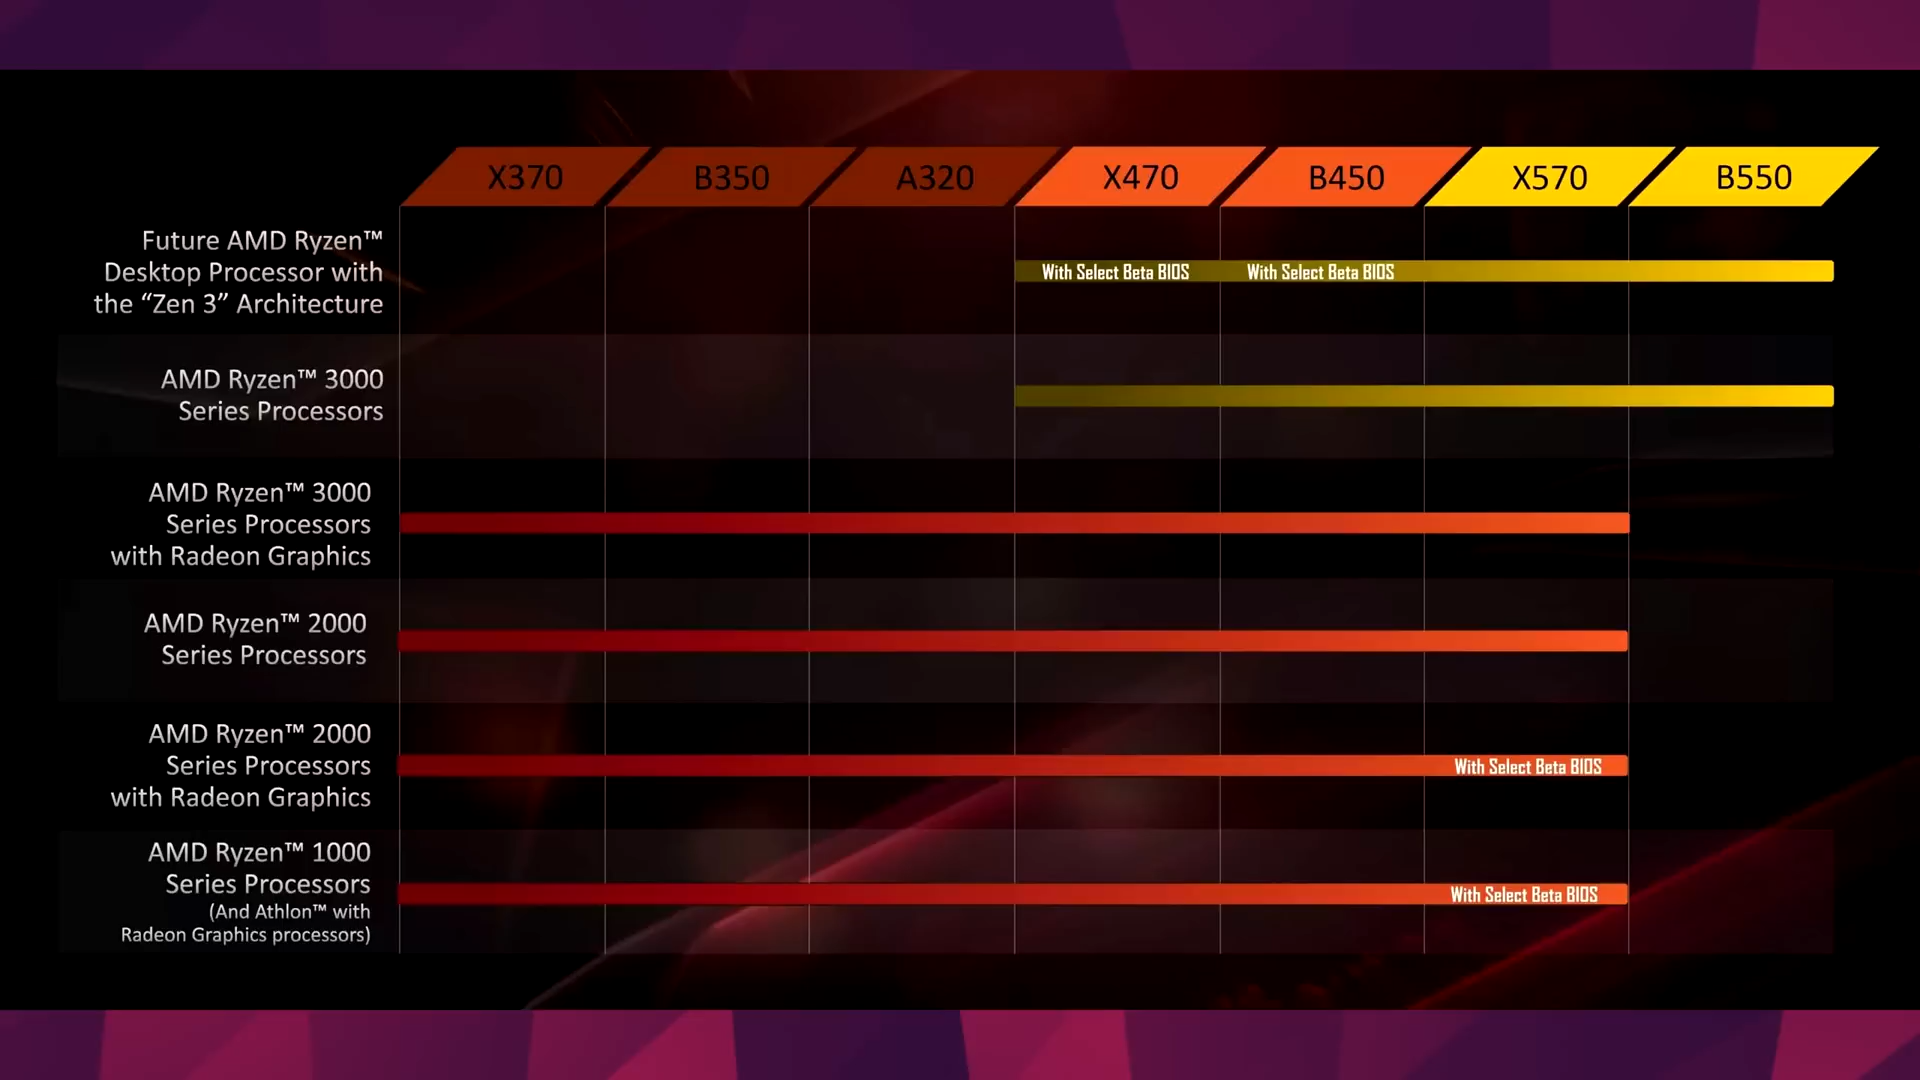 X370 B350 A320 X470 B450 X570 B550
Future AMD Ryzen™
Desktop Processor with
the “Zen 3” Architecture
With Select Beta BIOS With Select Beta BIOS
AMD Ryzen™ 3000
Series Processors
AMD Ryzen™ 3000
Series Processors
with Radeon Graphics
AMD Ryzen™ 2000
Series Processors
AMD Ryzen™ 2000
Series Processors
with Radeon Graphics
With Select Beta BIOS
AMD Ryzen™ 1000
Series Processors
(And Athlon™ with
Radeon Graphics processors)
With Select Beta BIOS